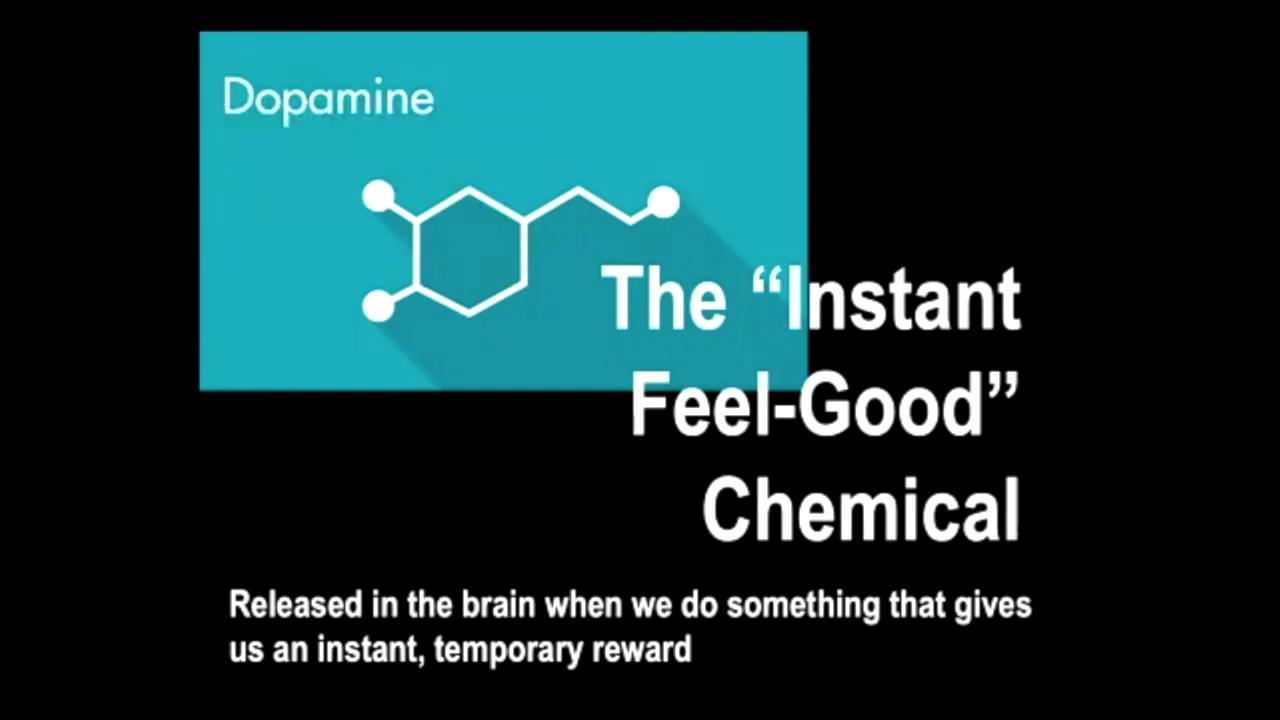 Dopamine
The “Instant
Feel-Good”
Chemical
Released in the brain when we do something that gives
us an instant, temporary reward